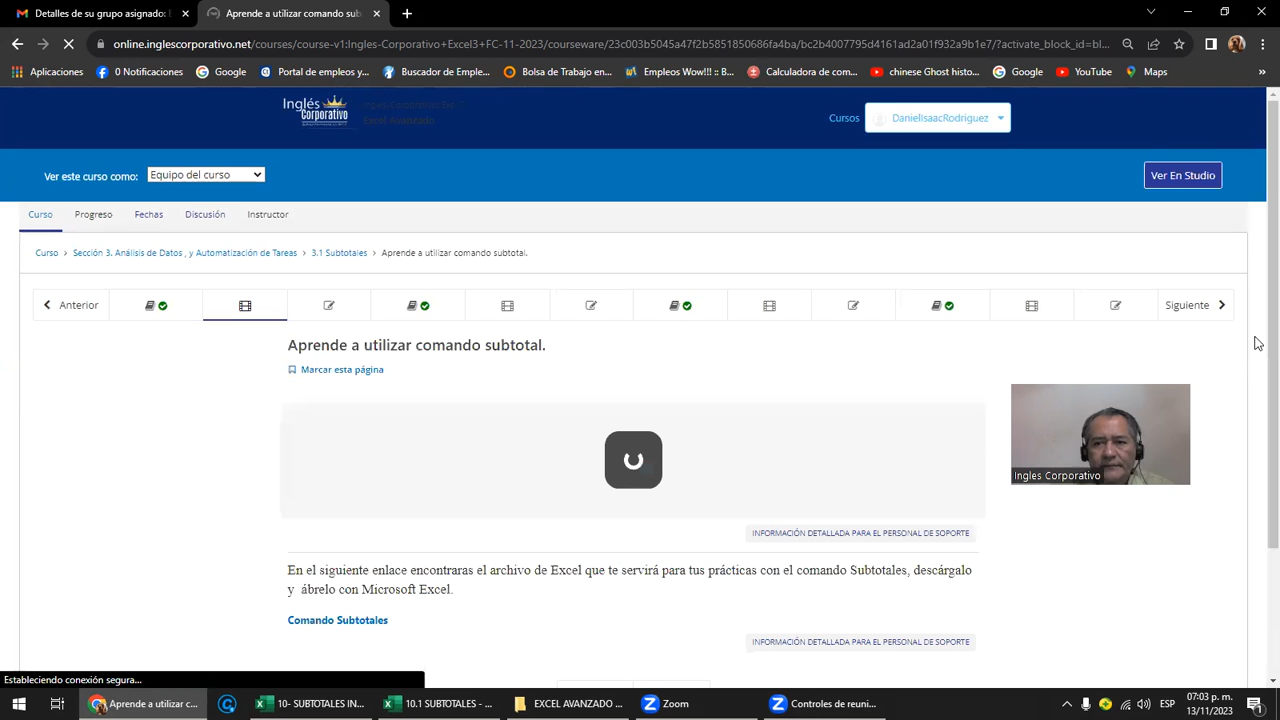 Detalles de su grupo asignado: l
Aprende a utilizar comando sub
online.inglescorporativo.net/courses/course-v1:Ingles-Corporativo+Excel3+FC-11-2023/courseware/23c003b5045a47f2b5851850686fa4ba/bc2b4007795d4161ad2a01f932a9b1e7/?activate_block_id=bl...
Aplicaciones
0 Notificaciones
Google
Portal de empleos y...
Buscador de Emple...
Bolsa de Trabajo en...
Empleos Wow!!! :: B...
Calculadora de com...
chinese Ghost histo...
Google
YouTube
Maps
Inglés
Corporativo
Excel Avanzado
Cursos
DanielIsaacRodriguez
Ver este curso como:
Equipo del curso
Ver En Studio
Curso
Progreso
Fechas
Discusión
Instructor
Curso > Sección 3. Análisis de Datos , y Automatización de Tareas > 3.1 Subtotales > Aprende a utilizar comando subtotal.
Anterior
Siguiente
Aprende a utilizar comando subtotal.
Marcar esta página
Ingles Corporativo
INFORMACIÓN DETALLADA PARA EL PERSONAL DE SOPORTE
En el siguiente enlace encontraras el archivo de Excel que te servirá para tus prácticas con el comando Subtotales, descárgalo
y ábrelo con Microsoft Excel.
Comando Subtotales
INFORMACIÓN DETALLADA PARA EL PERSONAL DE SOPORTE
Estableciendo conexión segura...
Aprende a utilizar c...
10- SUBTOTALES IN...
10.1 SUBTOTALES - ...
EXCEL AVANZADO ...
Zoom
Controles de reuni...
ESP
07:03 p. m.
13/11/2023